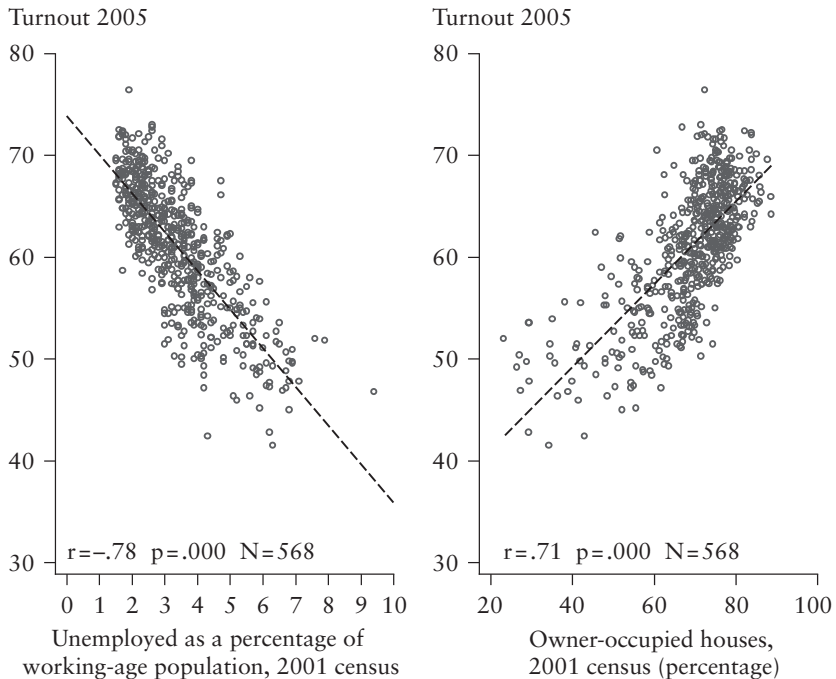 Turnout 2005
80
70
60
50
40
30
r=–.78 p=.000 N=568
0 1 2 3 4 5 6 7 8 9 10
Unemployed as a percentage of
working-age population, 2001 census
Turnout 2005
80
70
60
50
40
30
r=.71 p=.000 N=568
20 40 60 80 100
Owner-occupied houses,
2001 census (percentage)